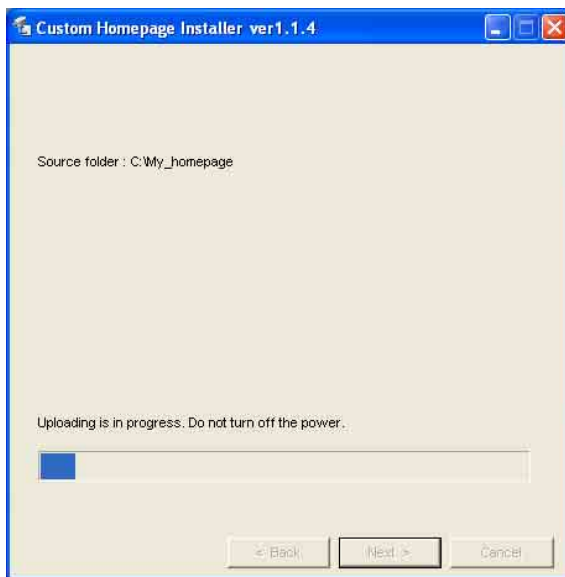 Custom Homepage Installer ver1.1.4
Source folder : C:\My_homepage
Uploading is in progress. Do not turn off the power.
< Back
Next >
Cancel